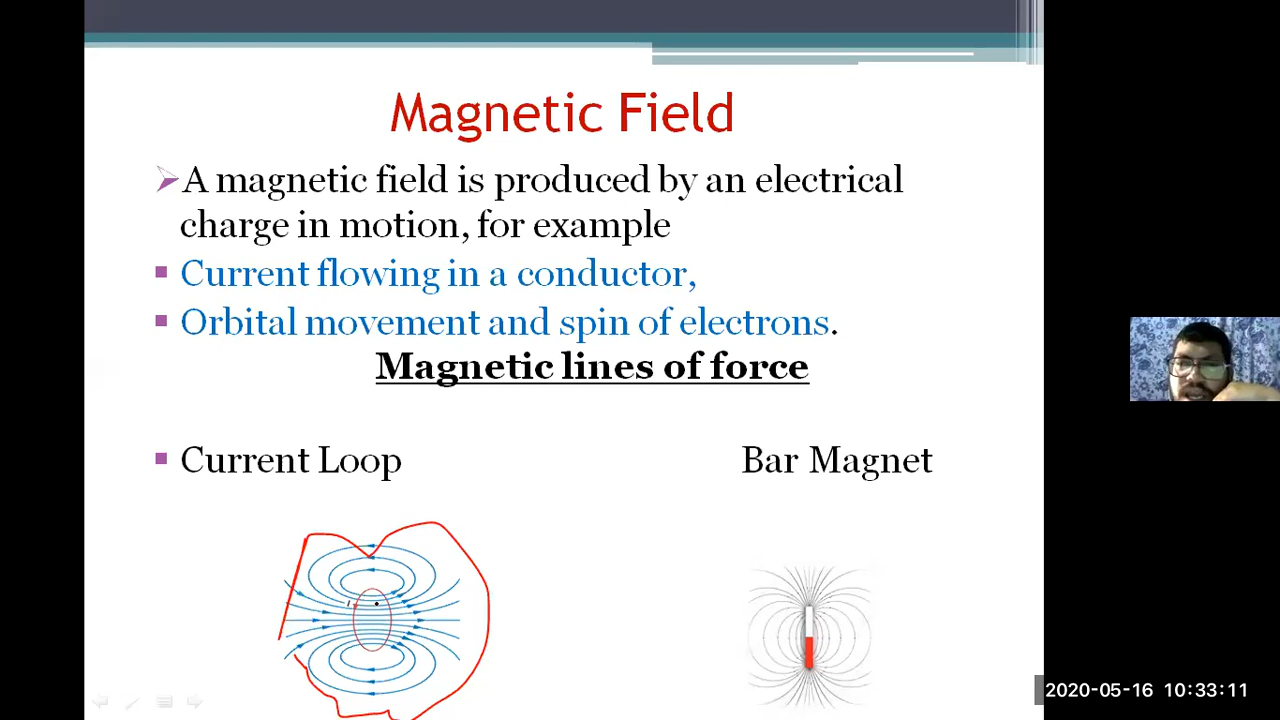 Magnetic Field
A magnetic field is produced by an electrical
charge in motion, for example
Current flowing in a conductor,
Orbital movement and spin of electrons.
Magnetic lines of force
Current Loop
Bar Magnet
I
2020-05-16 10:33:11